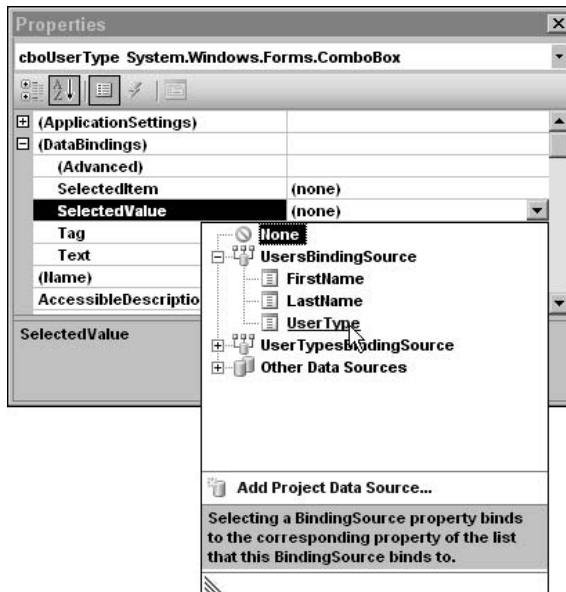 Properties
cboUserType System.Windows.Forms.ComboBox
(ApplicationSettings)
(DataBindings)
(Advanced)
SelectedItem (none)
SelectedValue (none)
Tag
Text
(Name)
AccessibleDescriptio
SelectedValue
None
UsersBindingSource
FirstName
LastName
UserType
UserTypesBindingSource
Other Data Sources
Add Project Data Source...
Selecting a BindingSource property binds
to the corresponding property of the list
that this BindingSource binds to.